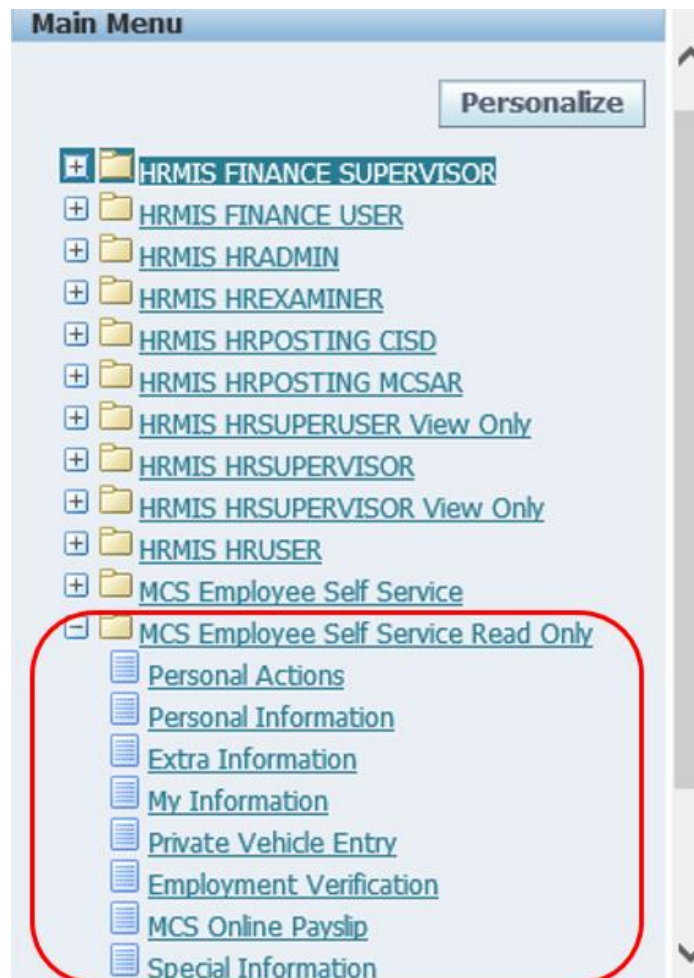 Main Menu
Personalize
HRMIS FINANCE SUPERVISOR
HRMIS FINANCE USER
HRMIS HRADMIN
HRMIS HREXAMINER
HRMIS HRPOSTING CISD
HRMIS HRPOSTING MCSAR
HRMIS HRSUPERUSER View Only
HRMIS HRSUPERVISOR
HRMIS HRSUPERVISOR View Only
HRMIS HRUSER
MCS Employee Self Service
MCS Employee Self Service Read Only
Personal Actions
Personal Information
Extra Information
My Information
Private Vehicle Entry
Employment Verification
MCS Online Payslip
Special Information